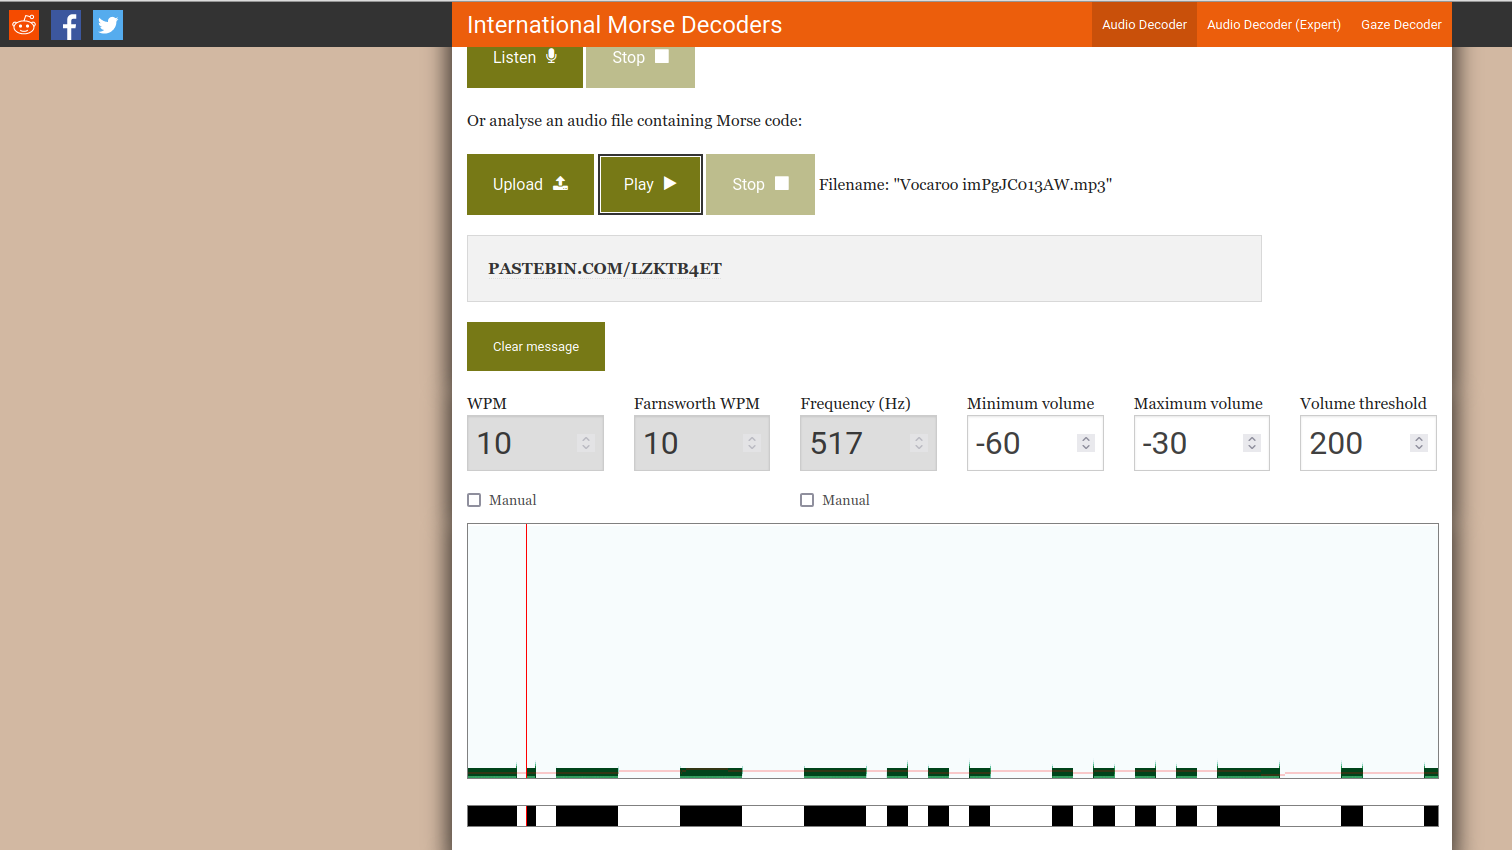 International Morse Decoders
Audio Decoder
Audio Decoder (Expert)
Gaze Decoder
Listen
Stop
Or analyse an audio file containing Morse code:
Upload
Play
Stop
Filename: "Vocaroo imPgJC013AW.mp3"
PASTEBIN.COM/LZKTB4ET
Clear message
WPM
Farnsworth WPM
Frequency (Hz)
Minimum volume
Maximum volume
Volume threshold
10
10
517
-60
-30
200
Manual
Manual